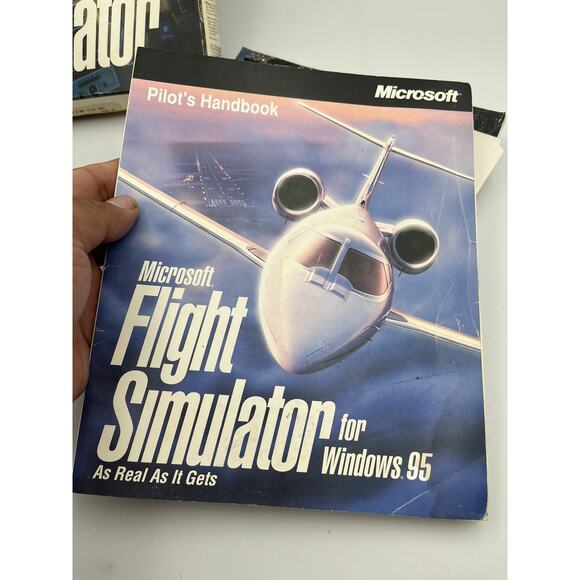 ator
Microsoft
Pilot's Handbook
Microsoft
Flight
Simulator for
Windows 95
As Real As It Gets